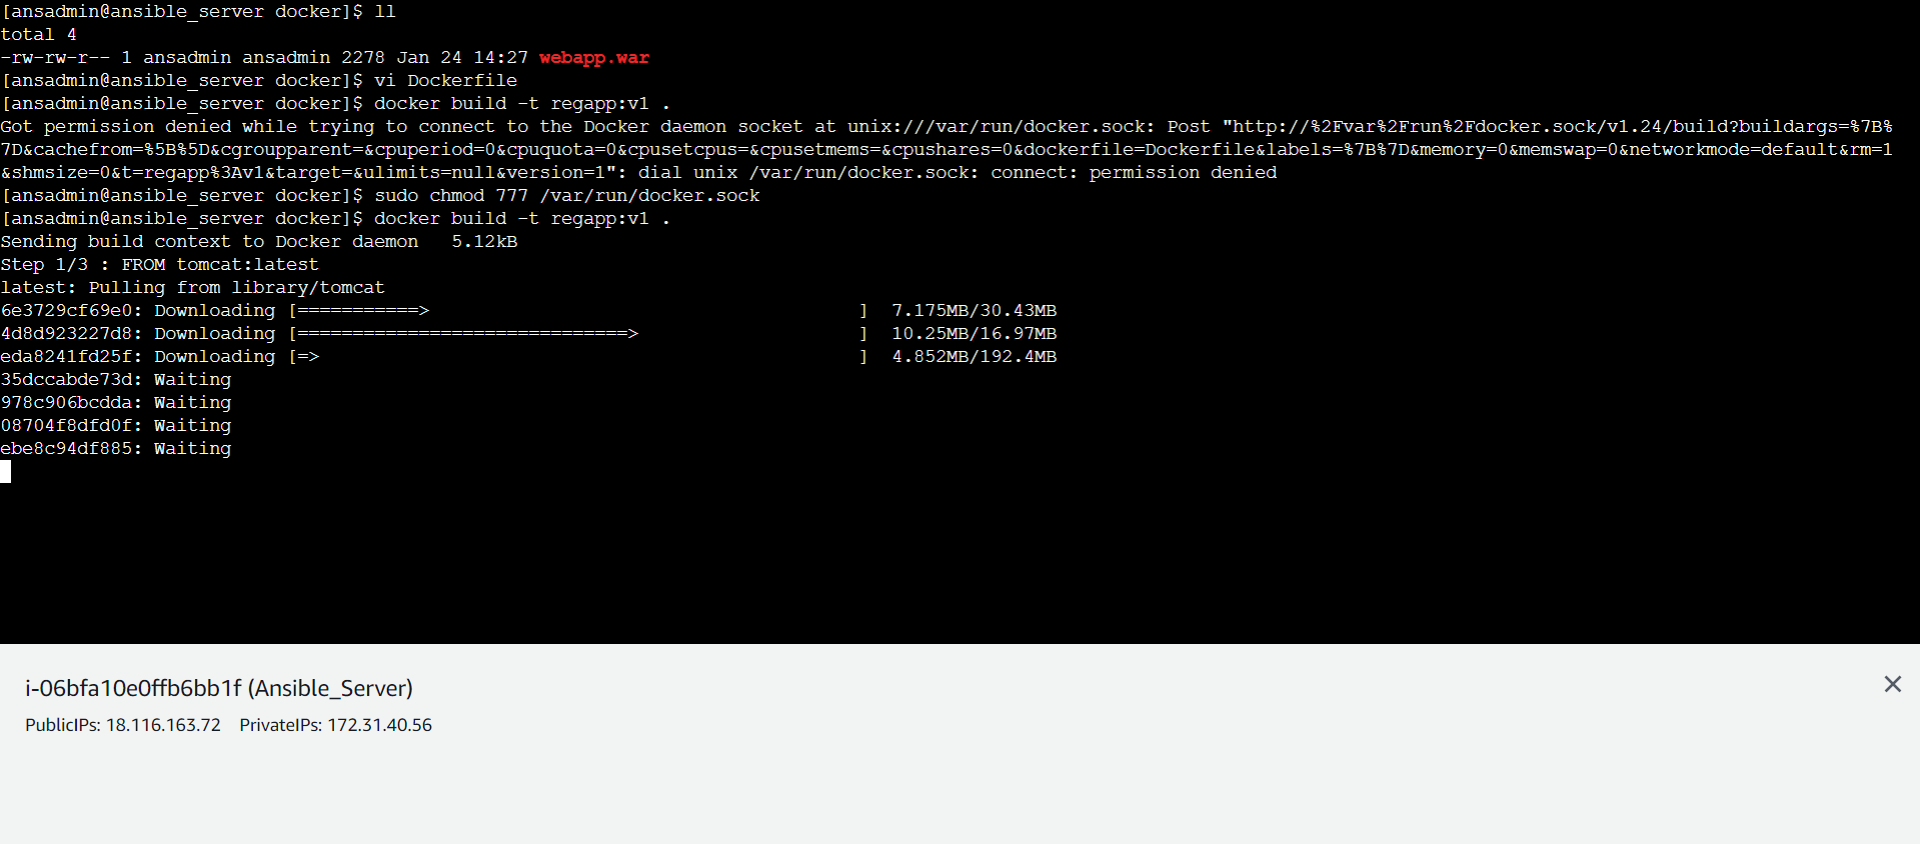 [ansadmin@ansible_server docker]$ ll
total 4
-rw-rw-r-- 1 ansadmin ansadmin 2278 Jan 24 14:27 webapp.war
[ansadmin@ansible_server docker]$ vi Dockerfile
[ansadmin@ansible_server docker]$ docker build -t regapp:v1 .
Got permission denied while trying to connect to the Docker daemon socket at unix:///var/run/docker.sock: Post "http://%2Fvar%2Frun%2Fdocker.sock/v1.24/build?buildargs=%7B%
7D&cachefrom=%5B%5D&cgroupparent=&cpuperiod=0&cpuquota=0&cpusetcpus=&cpusetmems=&cpushares=0&dockerfile=Dockerfile&labels=%7B%7D&memory=0&memswap=0&networkmode=default&rm=1
&shmsize=0&t=regapp%3Av1&target=&ulimits=null&version=1": dial unix /var/run/docker.sock: connect: permission denied
[ansadmin@ansible_server docker]$ sudo chmod 777 /var/run/docker.sock
[ansadmin@ansible_server docker]$ docker build -t regapp:v1 .
Sending build context to Docker daemon   5.12kB
Step 1/3 : FROM tomcat:latest
latest: Pulling from library/tomcat
6e3729cf69e0: Downloading [===========>                                       ]  7.175MB/30.43MB
4d8d923227d8: Downloading [==============================>                    ]  10.25MB/16.97MB
eda8241fd25f: Downloading [=>                                                 ]  4.852MB/192.4MB
35dccabde73d: Waiting
978c906bcdda: Waiting
08704f8dfd0f: Waiting
ebe8c94df885: Waiting
i-06bfa10e0ffb6bb1f (Ansible_Server)
PublicIPs: 18.116.163.72    PrivateIPs: 172.31.40.56